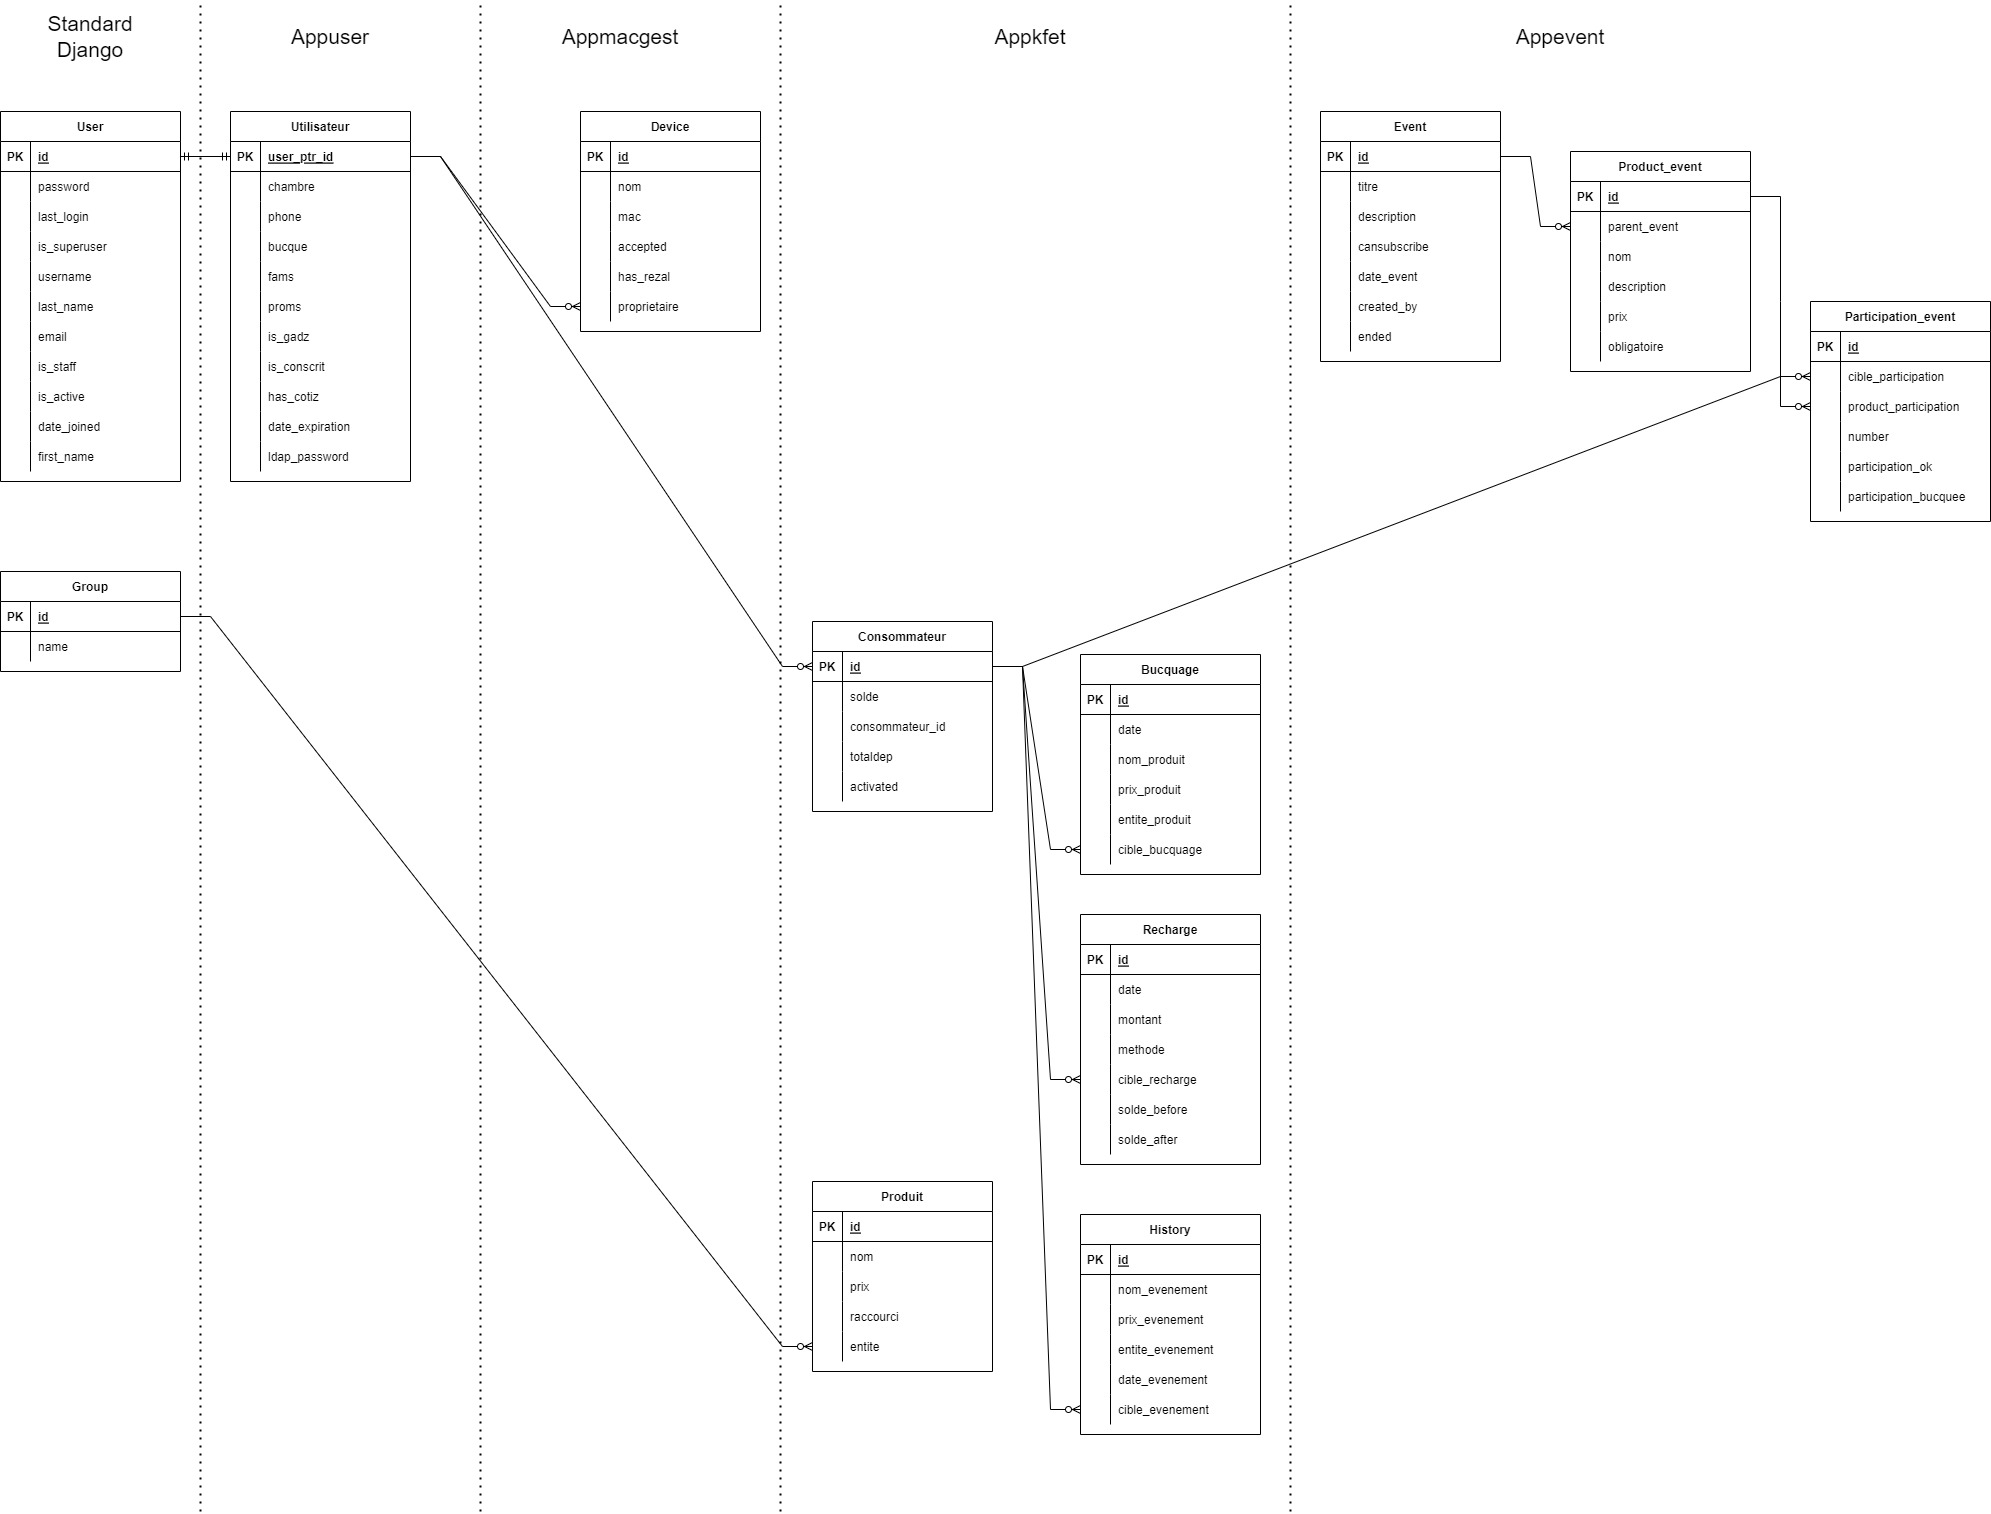 Standard
Django
Appuser
Appmacgest
Appkfet
Appevent
User
PK id
password
last_login
is_superuser
username
last_name
email
is_staff
is_active
date_joined
first_name
Group
PK id
name
Utilisateur
PK user_ptr_id
chambre
phone
bucque
fams
proms
is_gadz
is_conscrit
has_cotiz
date_expiration
ldap_password
Device
PK id
nom
mac
accepted
has_rezal
proprietaire
Consommateur
PK id
solde
consommateur_id
totaldep
activated
Produit
PK id
nom
prix
raccourci
entite
Bucquage
PK id
date
nom_produit
prix_produit
entite_produit
cible_bucquage
Recharge
PK id
date
montant
methode
cible_recharge
solde_before
solde_after
History
PK id
nom_evenement
prix_evenement
entite_evenement
date_evenement
cible_evenement
Event
PK id
titre
description
cansubscribe
date_event
created_by
ended
Product_event
PK id
parent_event
nom
description
prix
obligatoire
Participation_event
PK id
cible_participation
product_participation
number
participation_ok
participation_bucquee